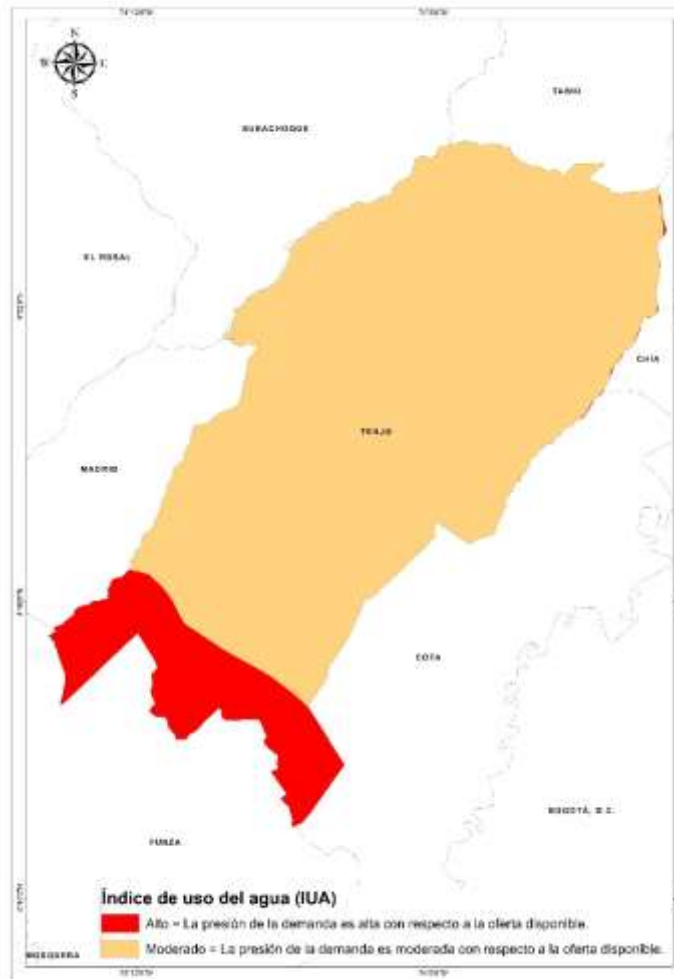 N
S
TABIO
SUBACHOQUE
EL ROSAL
CHÍA
TENJO
MADRID
COTA
BOGOTÁ, D.C.
FUNZA
Índice de uso del agua (IUA)
Alto = La presión de la demanda es alta con respecto a la oferta disponible.
Moderado = La presión de la demanda es moderada con respecto a la oferta disponible.
MOSQUERA